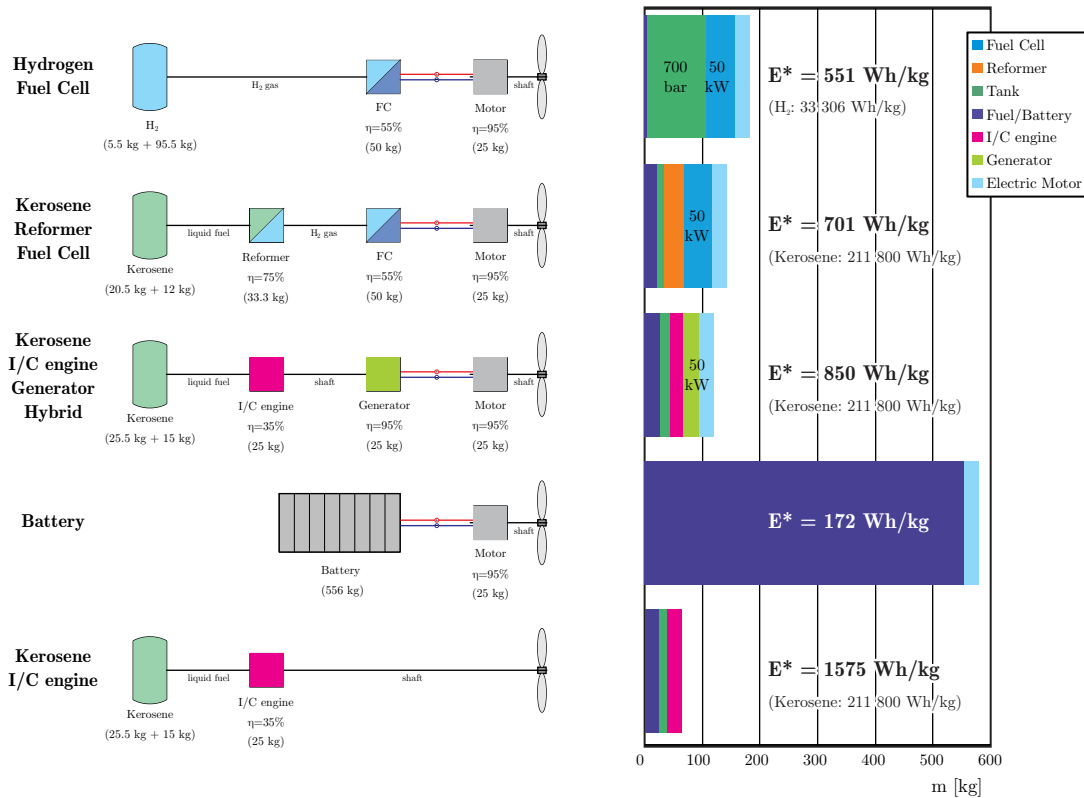 Hydrogen
Fuel Cell
H₂
(5.5 kg + 95.5 kg)
H₂ gas
FC
η=55%
(50 kg)
Motor
η=95%
(25 kg)
shaft
Kerosene
Reformer
Fuel Cell
Kerosene
(20.5 kg + 12 kg)
liquid fuel
Reformer
η=75%
(33.3 kg)
H₂ gas
FC
η=55%
(50 kg)
Motor
η=95%
(25 kg)
shaft
Kerosene
I/C engine
Generator
Hybrid
Kerosene
(25.5 kg + 15 kg)
liquid fuel
I/C engine
η=35%
(25 kg)
shaft
Generator
η=95%
(25 kg)
Motor
η=95%
(25 kg)
shaft
Battery
Battery
(556 kg)
Motor
η=95%
(25 kg)
shaft
Kerosene
I/C engine
Kerosene
(25.5 kg + 15 kg)
liquid fuel
I/C engine
η=35%
(25 kg)
shaft
700
bar
50
kW
E* = 551 Wh/kg
(H₂: 33 306 Wh/kg)
Fuel Cell
Reformer
Tank
Fuel/Battery
I/C engine
Generator
Electric Motor
50
kW
E* = 701 Wh/kg
(Kerosene: 211 800 Wh/kg)
50
kW
E* = 850 Wh/kg
(Kerosene: 211 800 Wh/kg)
E* = 172 Wh/kg
E* = 1575 Wh/kg
(Kerosene: 211 800 Wh/kg)
0 100 200 300 400 500 600
m [kg]